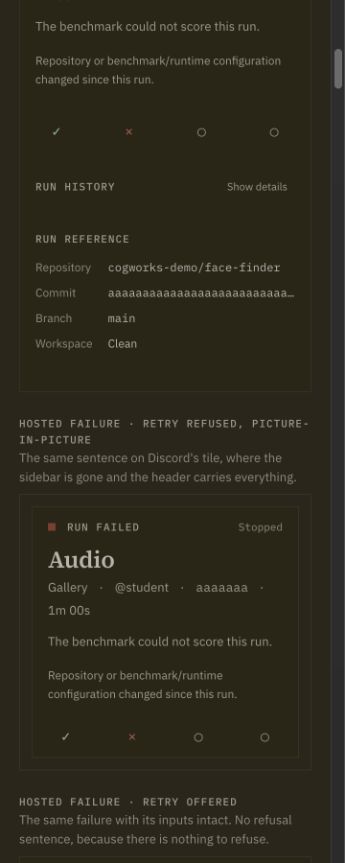 The benchmark could not score this run.
Repository or benchmark/runtime configuration
changed since this run.
✓ × ○ ○
RUN HISTORY Show details
RUN REFERENCE
Repository cogworks-demo/face-finder
Commit aaaaaaaaaaaaaaaaaaaaaaaaaa…
Branch main
Workspace Clean
HOSTED FAILURE · RETRY REFUSED, PICTURE-
IN-PICTURE
The same sentence on Discord's tile, where the
sidebar is gone and the header carries everything.
RUN FAILED Stopped
Audio
Gallery · @student · aaaaaaa ·
1m 00s
The benchmark could not score this run.
Repository or benchmark/runtime
configuration changed since this run.
✓ × ○ ○
HOSTED FAILURE · RETRY OFFERED
The same failure with its inputs intact. No refusal
sentence, because there is nothing to refuse.